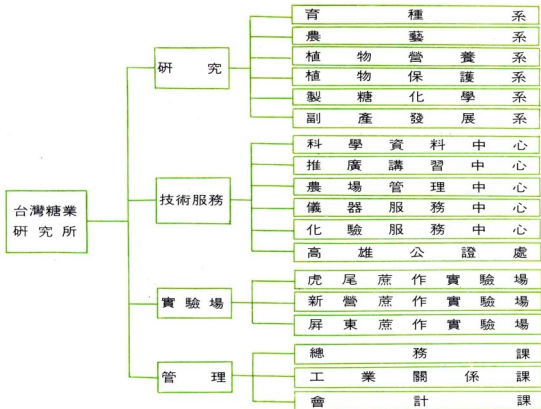 台灣糖業
研究所
研究
育種系
農藝系
植物營養系
植物保護系
製糖化學系
副產發展系
技術服務
科學資料中心
推廣講習中心
農場管理中心
儀器服務中心
化驗服務中心
高雄公證處
實驗場
虎尾蔗作實驗場
新營蔗作實驗場
屏東蔗作實驗場
管理
總務課
工業關係課
會計課